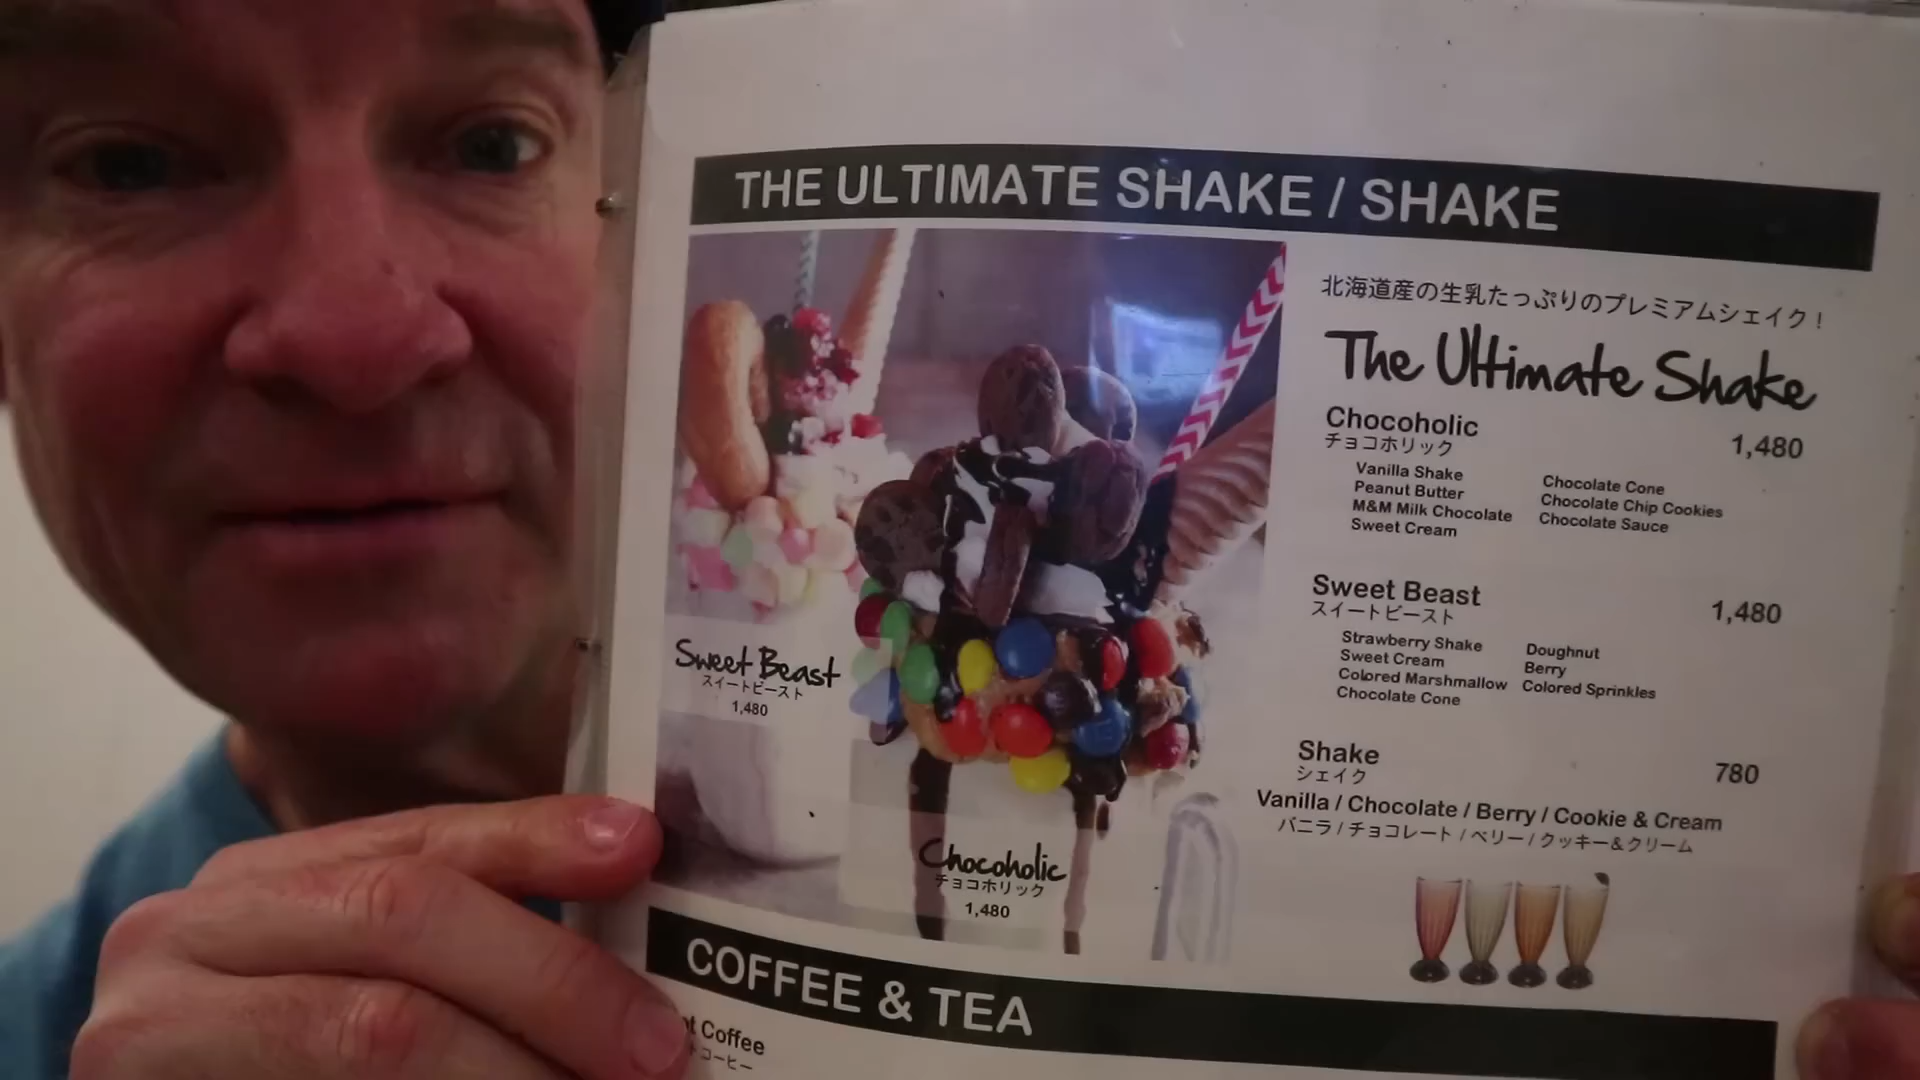 THE ULTIMATE SHAKE / SHAKE
北海道産の生乳たっぷりのプレミアムシェイク！
The Ultimate Shake
Chocoholic 1,480
チョコホリック
Vanilla Shake
Peanut Butter
M&M Milk Chocolate
Sweet Cream
Chocolate Cone
Chocolate Chip Cookies
Chocolate Sauce
Sweet Beast 1,480
スイートビースト
Strawberry Shake
Sweet Cream
Colored Marshmallow
Chocolate Cone
Doughnut
Berry
Colored Sprinkles
Shake 780
シェイク
Vanilla / Chocolate / Berry / Cookie & Cream
バニラ / チョコレート / ベリー / クッキー&クリーム
Sweet Beast
スイートビースト
1,480
Chocoholic
チョコホリック
1,480
COFFEE & TEA
Coffee
コーヒー